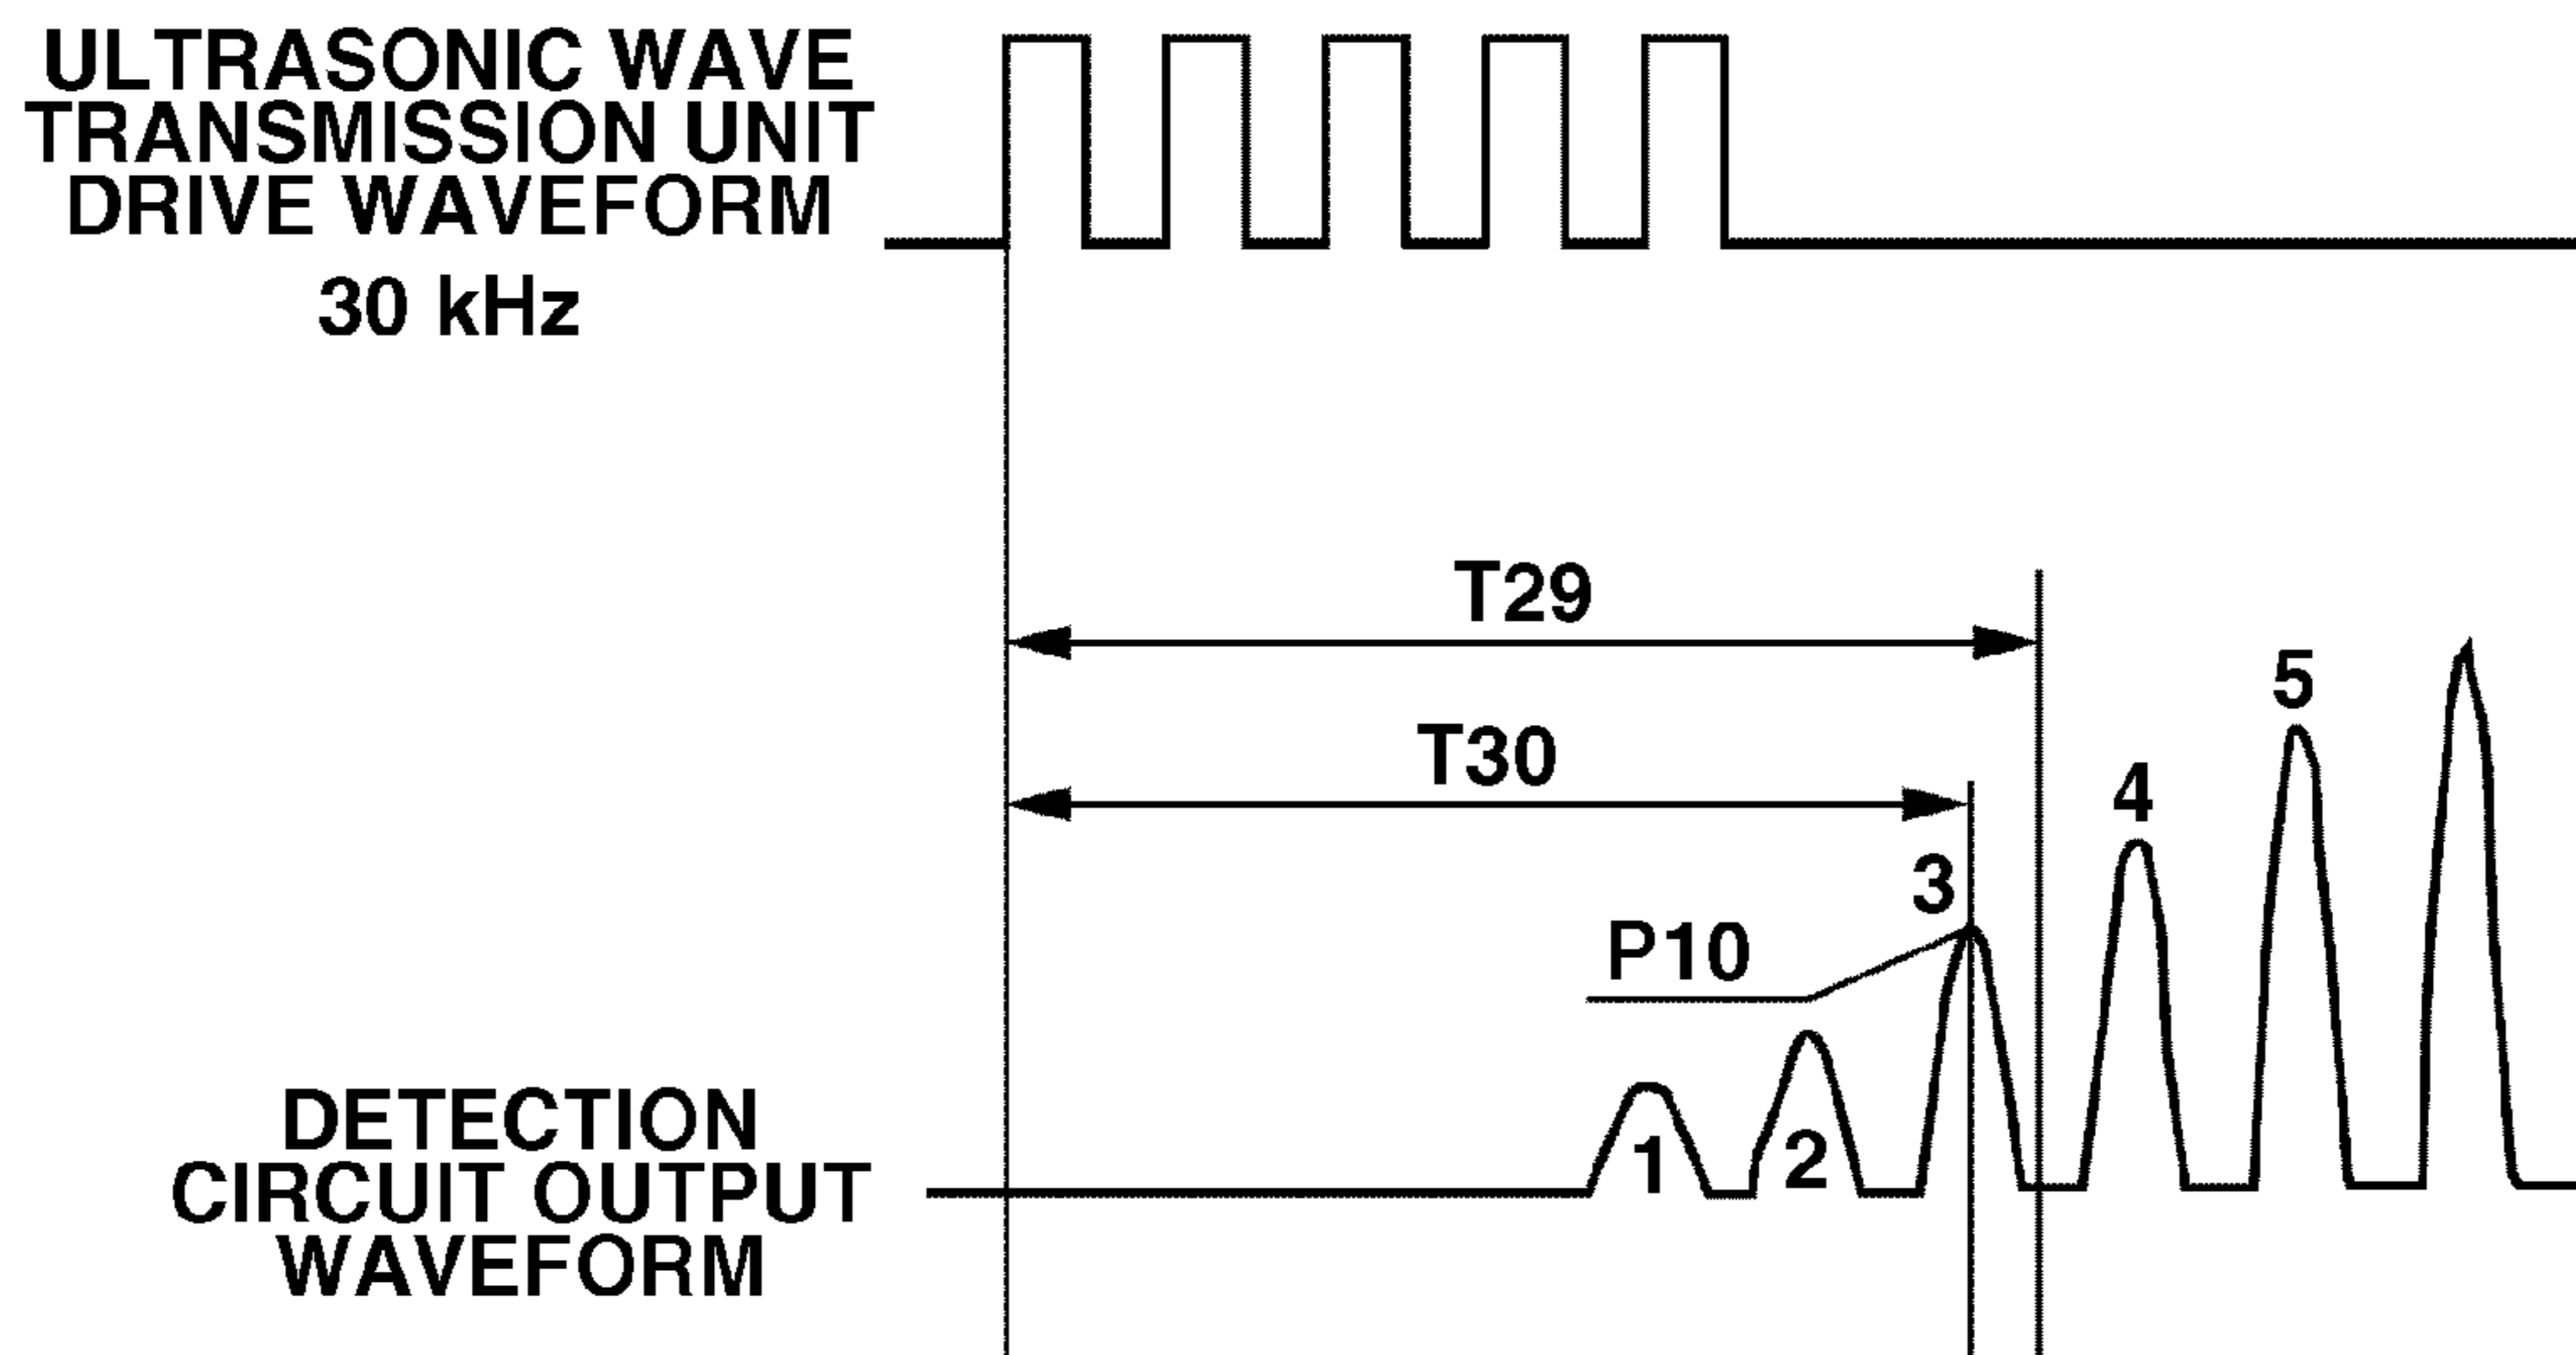 ULTRASONIC WAVE
TRANSMISSION UNIT
DRIVE WAVEFORM
30 kHz
T29
T30
5
4
3
P10
1
2
DETECTION
CIRCUIT OUTPUT
WAVEFORM